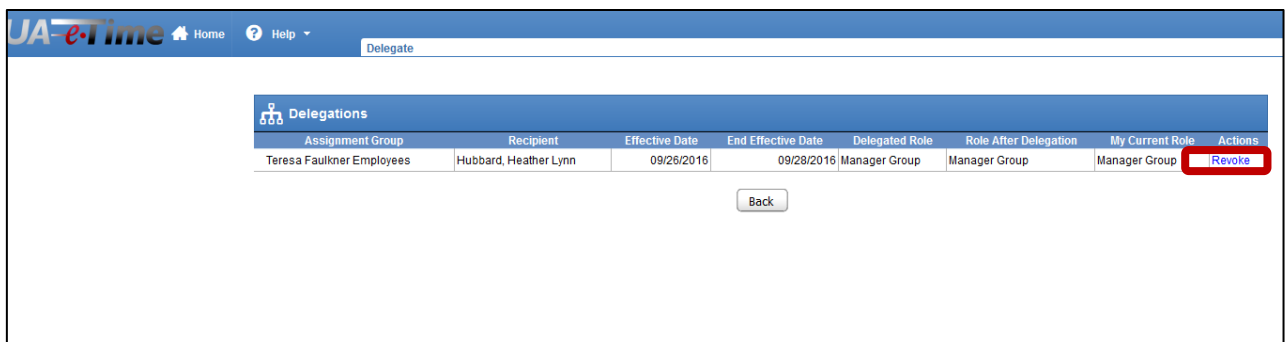 UA-e-Time Home ? Help
Delegate
Delegations
Assignment Group Recipient Effective Date End Effective Date Delegated Role Role After Delegation My Current Role Actions
Teresa Faulkner Employees Hubbard, Heather Lynn 09/26/2016 09/28/2016 Manager Group Manager Group Manager Group Revoke
Back